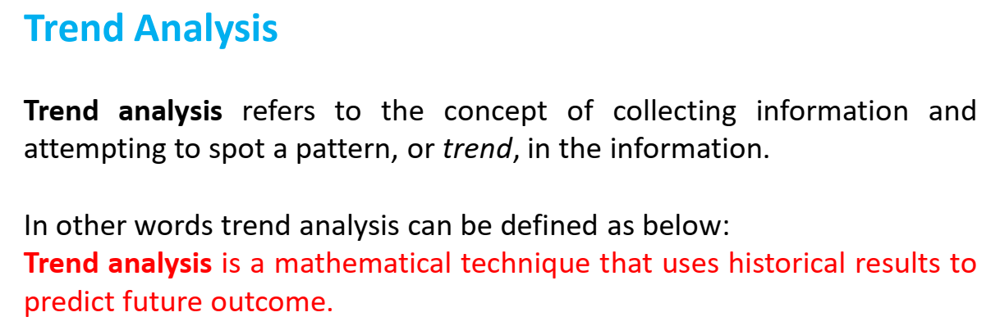 Trend Analysis
Trend analysis refers to the concept of collecting information and
attempting to spot a pattern, or trend, in the information.
In other words trend analysis can be defined as below:
Trend analysis is a mathematical technique that uses historical results to
predict future outcome.